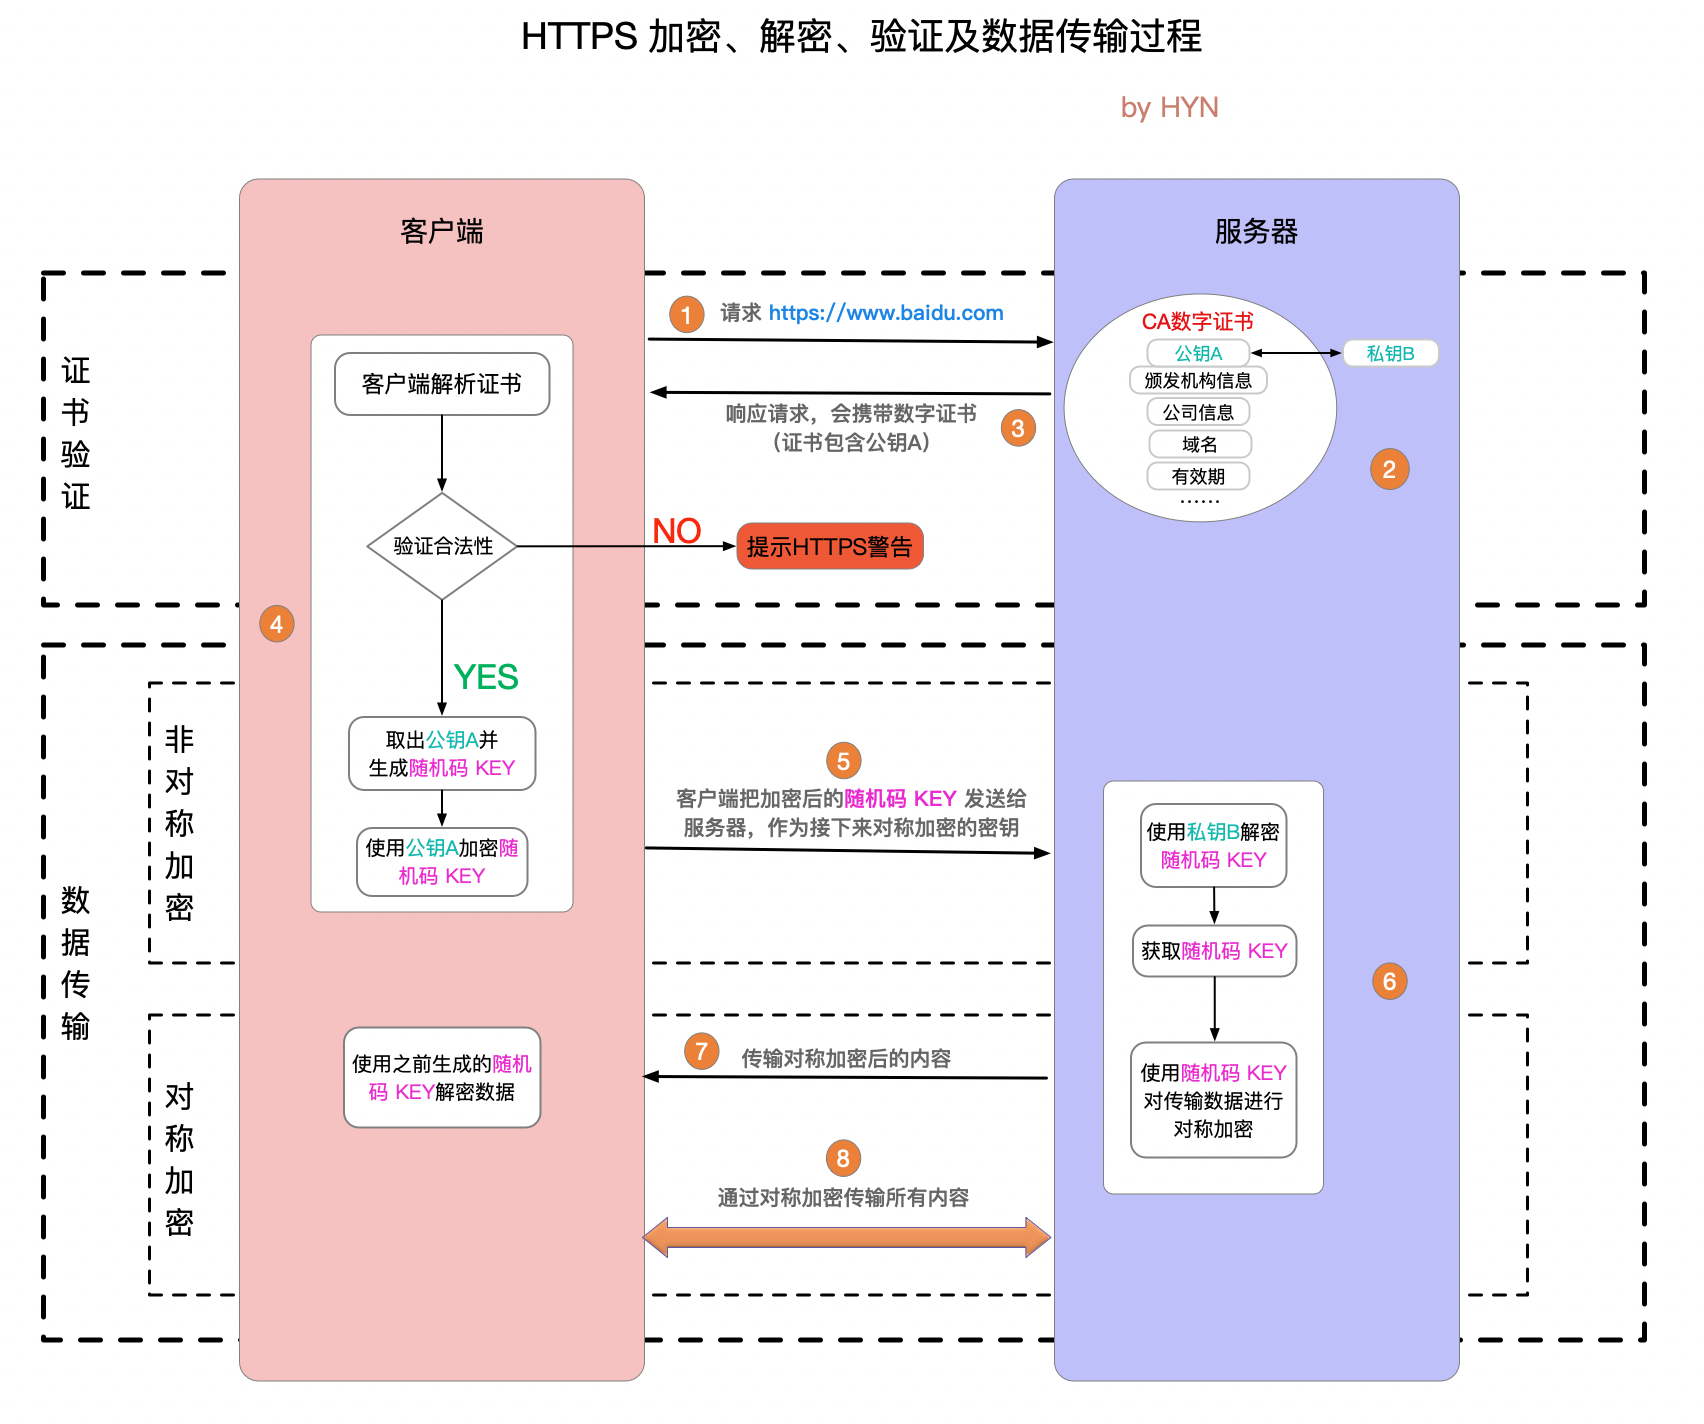 HTTPS 加密、解密、验证及数据传输过程
by HYN
客户端
服务器
证书验证
1
请求 https://www.baidu.com
CA数字证书
公钥A
私钥B
颁发机构信息
公司信息
域名
有效期
……
2
响应请求，会携带数字证书
（证书包含公钥A）
3
客户端解析证书
验证合法性
NO
提示HTTPS警告
4
YES
数据传输
非对称加密
取出公钥A并
生成随机码 KEY
使用公钥A加密随
机码 KEY
5
客户端把加密后的随机码 KEY 发送给
服务器，作为接下来对称加密的密钥
使用私钥B解密
随机码 KEY
获取随机码 KEY
6
使用随机码 KEY
对传输数据进行
对称加密
对称加密
7
传输对称加密后的内容
使用之前生成的随机
码 KEY解密数据
8
通过对称加密传输所有内容